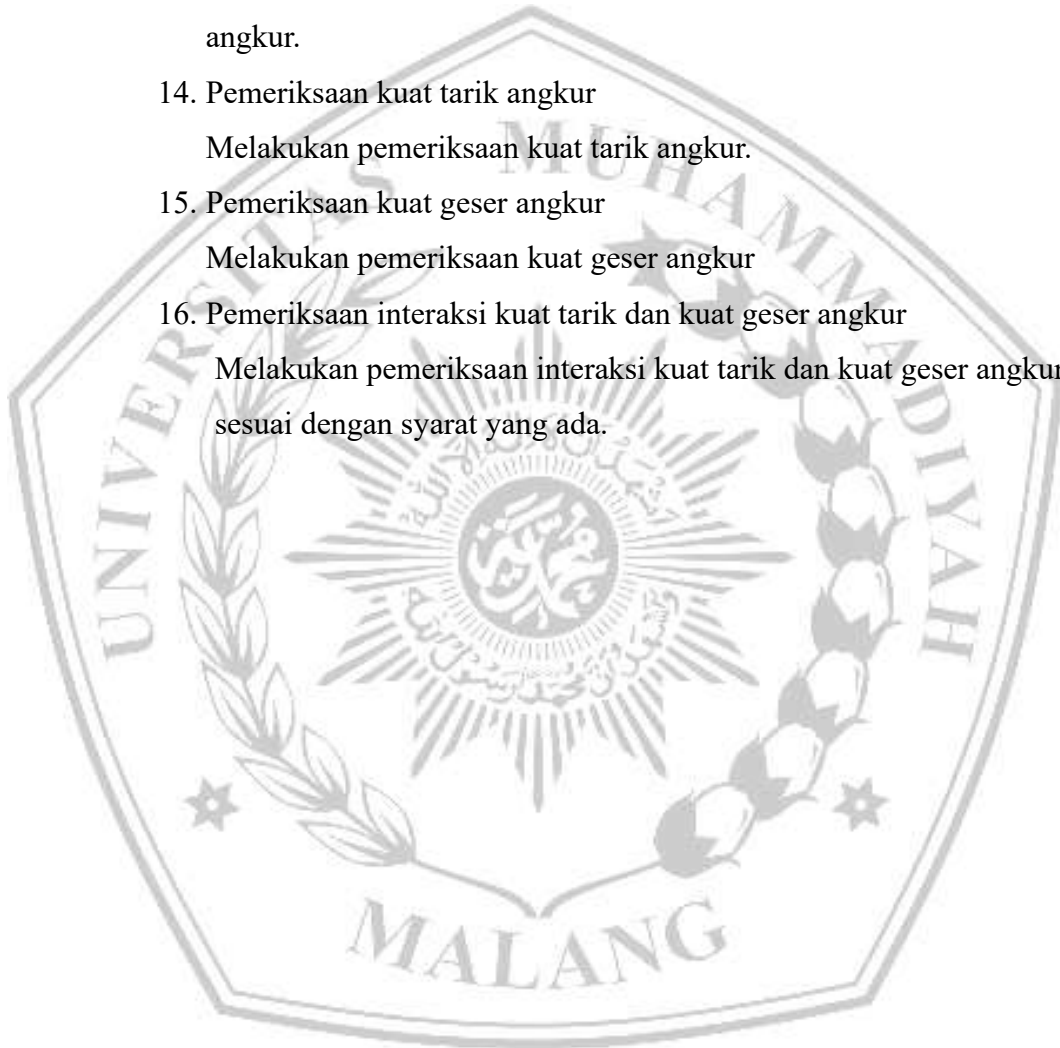 angkur.
14. Pemeriksaan kuat tarik angkur
Melakukan pemeriksaan kuat tarik angkur.
15. Pemeriksaan kuat geser angkur
Melakukan pemeriksaan kuat geser angkur
16. Pemeriksaan interaksi kuat tarik dan kuat geser angkur
Melakukan pemeriksaan interaksi kuat tarik dan kuat geser angkur
sesuai dengan syarat yang ada.
UNIVERSITAS MUHAMMADIYAH
MALANG